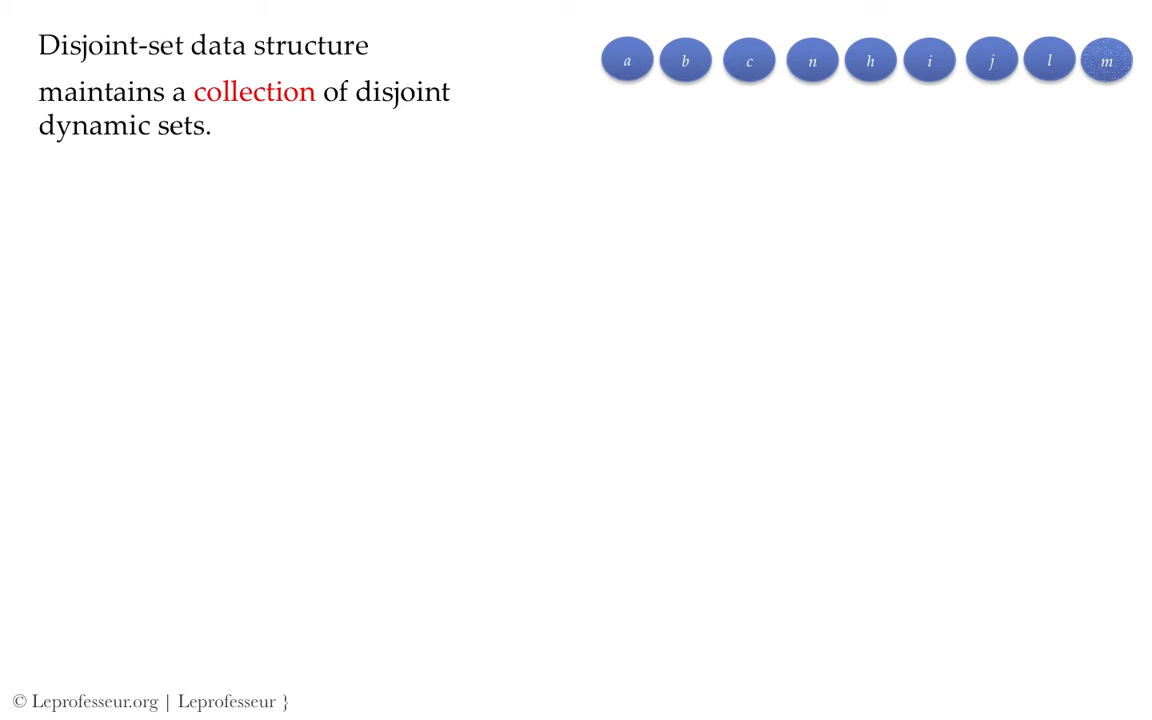 Disjoint-set data structure
maintains a collection of disjoint
dynamic sets.
a b c n h i j l m
© Leprofesseur.org | Leprofesseur }